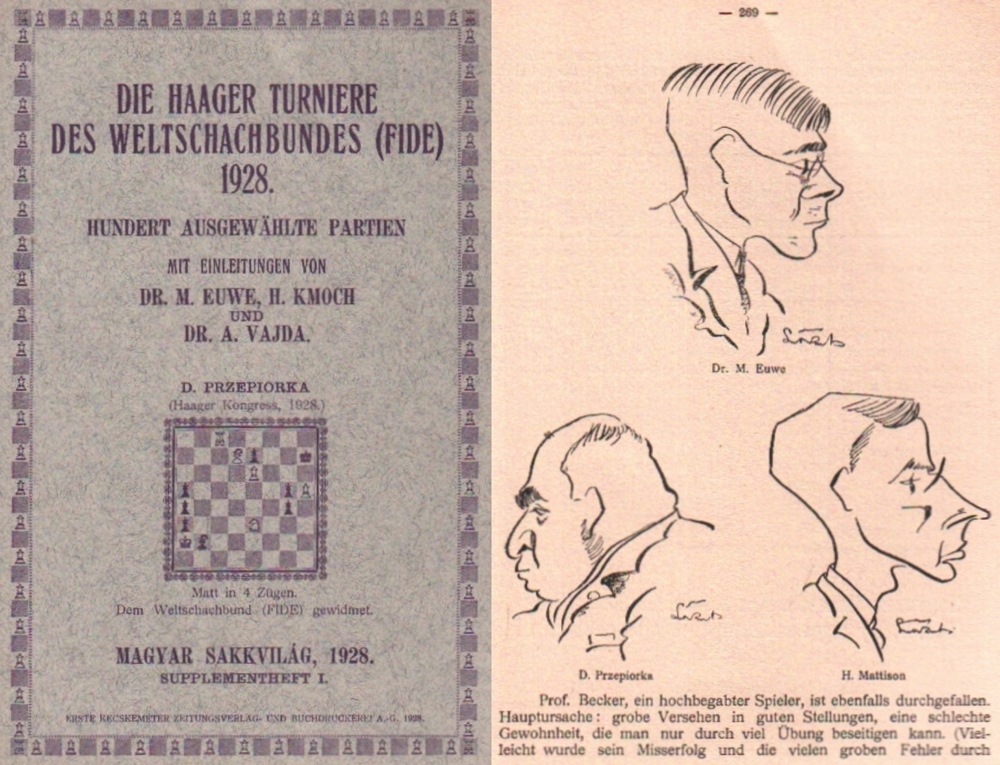 DIE HAAGER TURNIERE
DES WELTSCHACHBUNDES (FIDE)
1928.
HUNDERT AUSGEWÄHLTE PARTIEN
MIT EINLEITUNGEN VON
DR. M. EUWE, H. KMOCH
UND
DR. A. VAJDA.
D. PRZEPIORKA
(Haager Kongress, 1928.)
Matt in 4 Zügen.
Dem Weltschachbund (FIDE) gewidmet.
MAGYAR SAKKVILÁG, 1928.
SUPPLEMENTHEFT I.
ERSTE KECSKEMÉTER ZEITUNGSVERLAG- UND BUCHDRUCKEREI A.-G. 1928.
— 269 —
Dr. M. Euwe
D. Przepiorka
H. Mattison
Prof. Becker, ein hochbegabter Spieler, ist ebenfalls durchgefallen.
Hauptursache: grobe Versehen in guten Stellungen, eine schlechte
Gewohnheit, die man nur durch viel Übung beseitigen kann. (Viel-
leicht wurde sein Misserfolg und die vielen groben Fehler durch